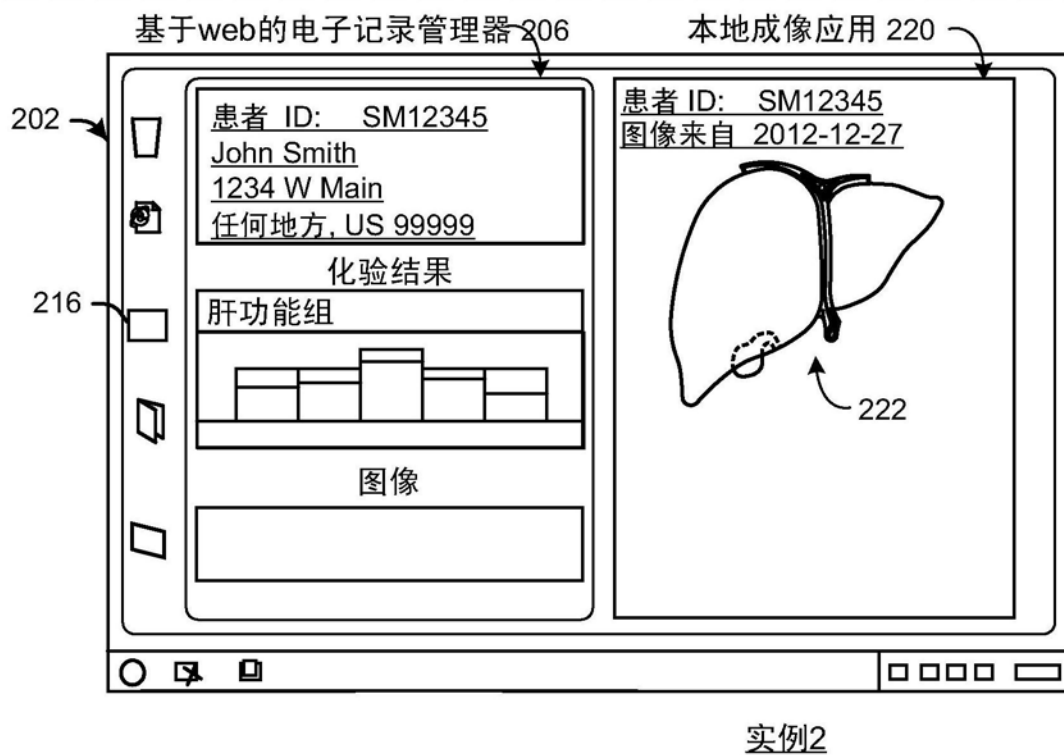 基于web的电子记录管理器 206
本地成像应用 220
202
患者 ID: SM12345
John Smith
1234 W Main
任何地方, US 99999
患者 ID: SM12345
图像来自 2012-12-27
化验结果
216
肝功能组
222
图像
实例2